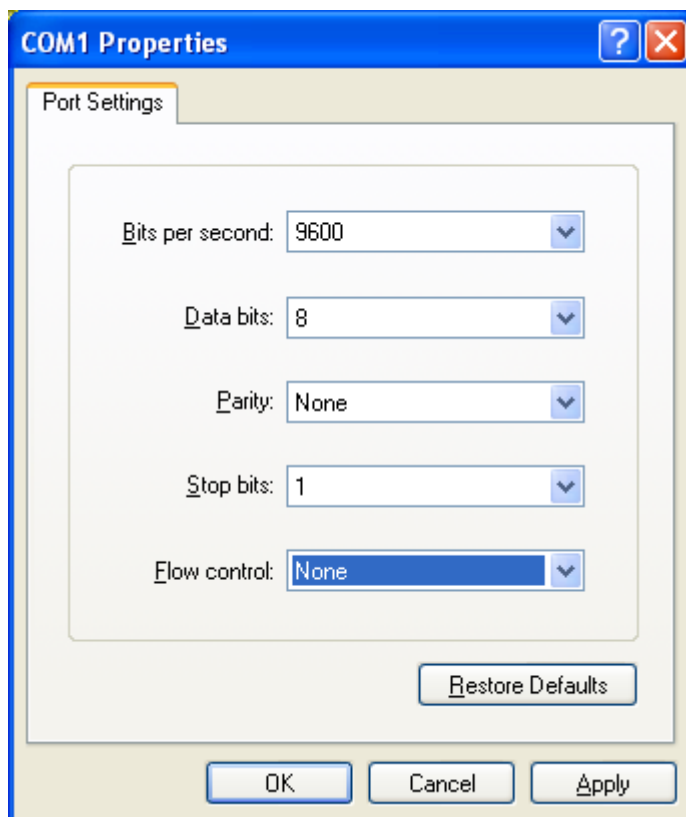 COM1 Properties
Port Settings
Bits per second: 9600
Data bits: 8
Parity: None
Stop bits: 1
Flow control: None
Restore Defaults
OK Cancel Apply